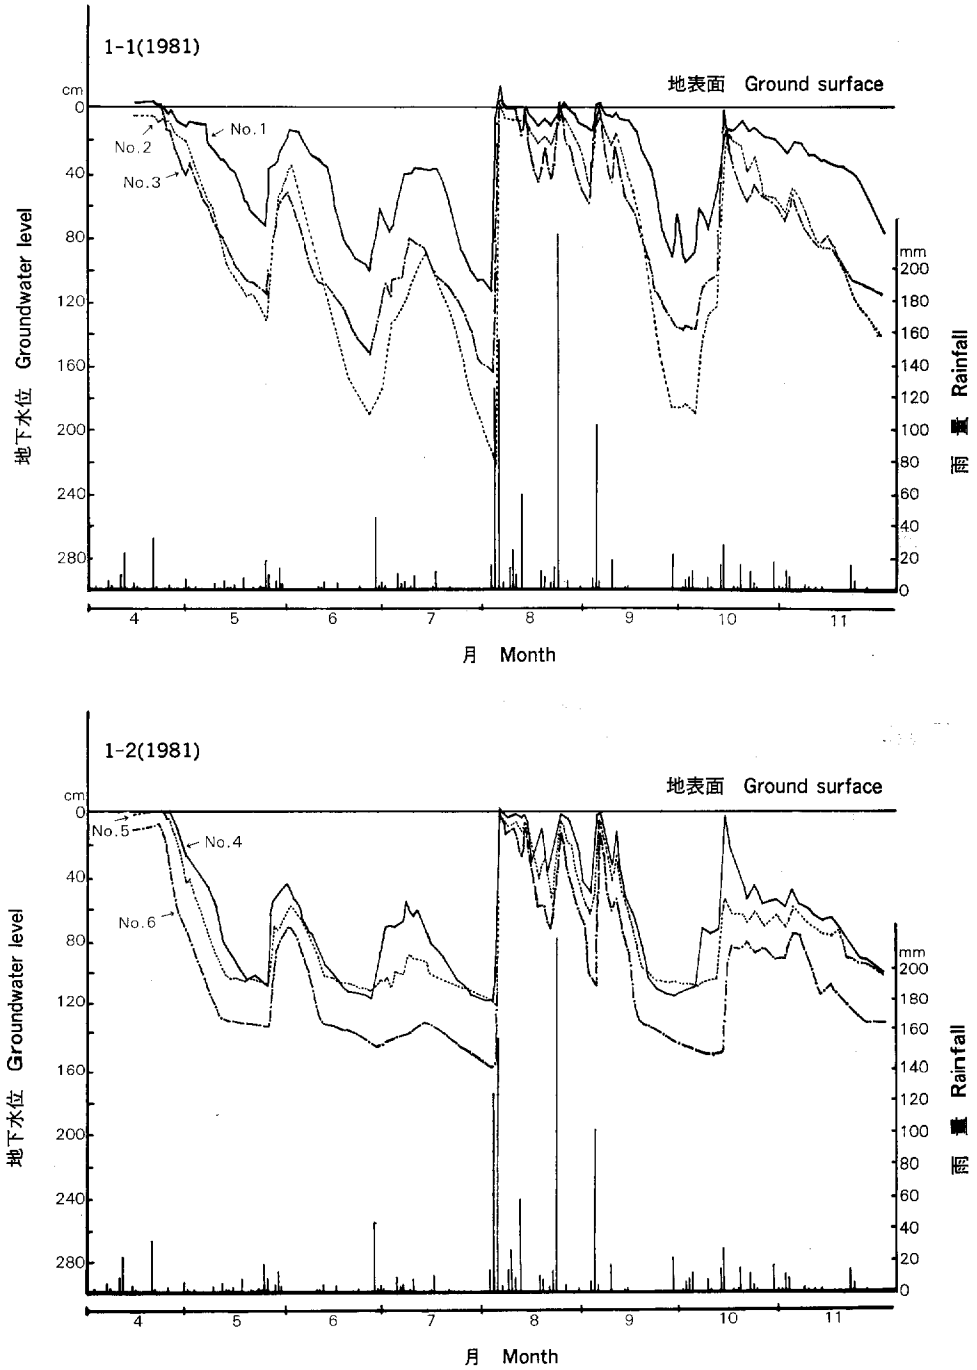 1-1(1981)
地表面 Ground surface
cm
0
40
80
120
160
200
240
280
地下水位 Groundwater level
No.1
No.2
No.3
mm
200
180
160
140
120
100
80
60
40
20
0
雨量 Rainfall
4 5 6 7 8 9 10 11
月 Month
1-2(1981)
地表面 Ground surface
cm
0
40
80
120
160
200
240
280
地下水位 Groundwater level
No.5
No.4
No.6
mm
200
180
160
140
120
100
80
60
40
20
0
雨量 Rainfall
4 5 6 7 8 9 10 11
月 Month